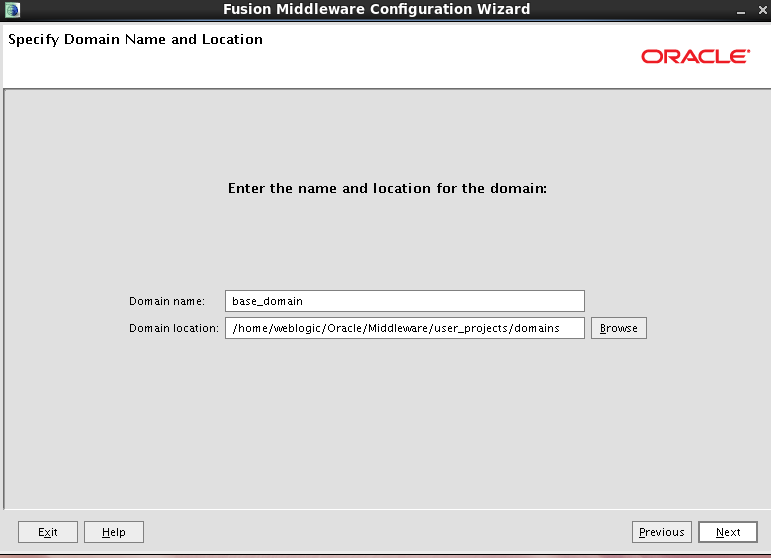 Fusion Middleware Configuration Wizard
Specify Domain Name and Location
ORACLE
Enter the name and location for the domain:
Domain name: base_domain
Domain location: /home/weblogic/Oracle/Middleware/user_projects/domains Browse
Exit Help Previous Next